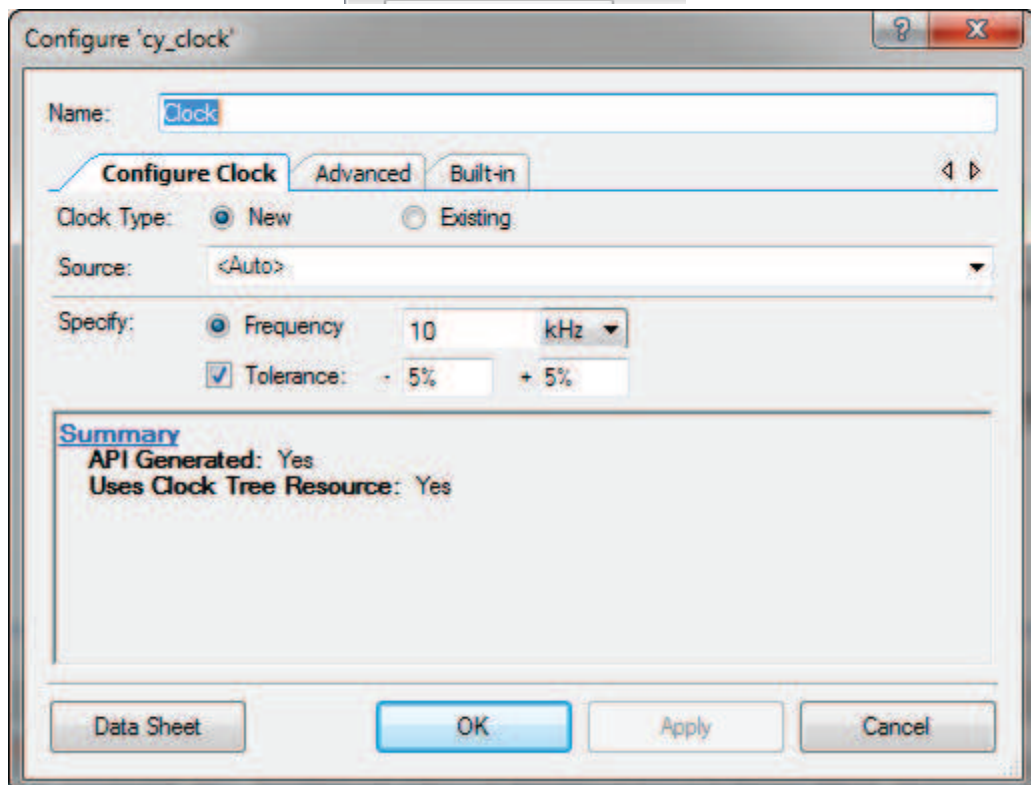 Configure 'cy_clock'
Name: Clock
Configure Clock Advanced Built-in
Clock Type: New Existing
Source: <Auto>
Specify: Frequency 10 kHz
Tolerance: - 5% + 5%
Summary
API Generated: Yes
Uses Clock Tree Resource: Yes
Data Sheet OK Apply Cancel